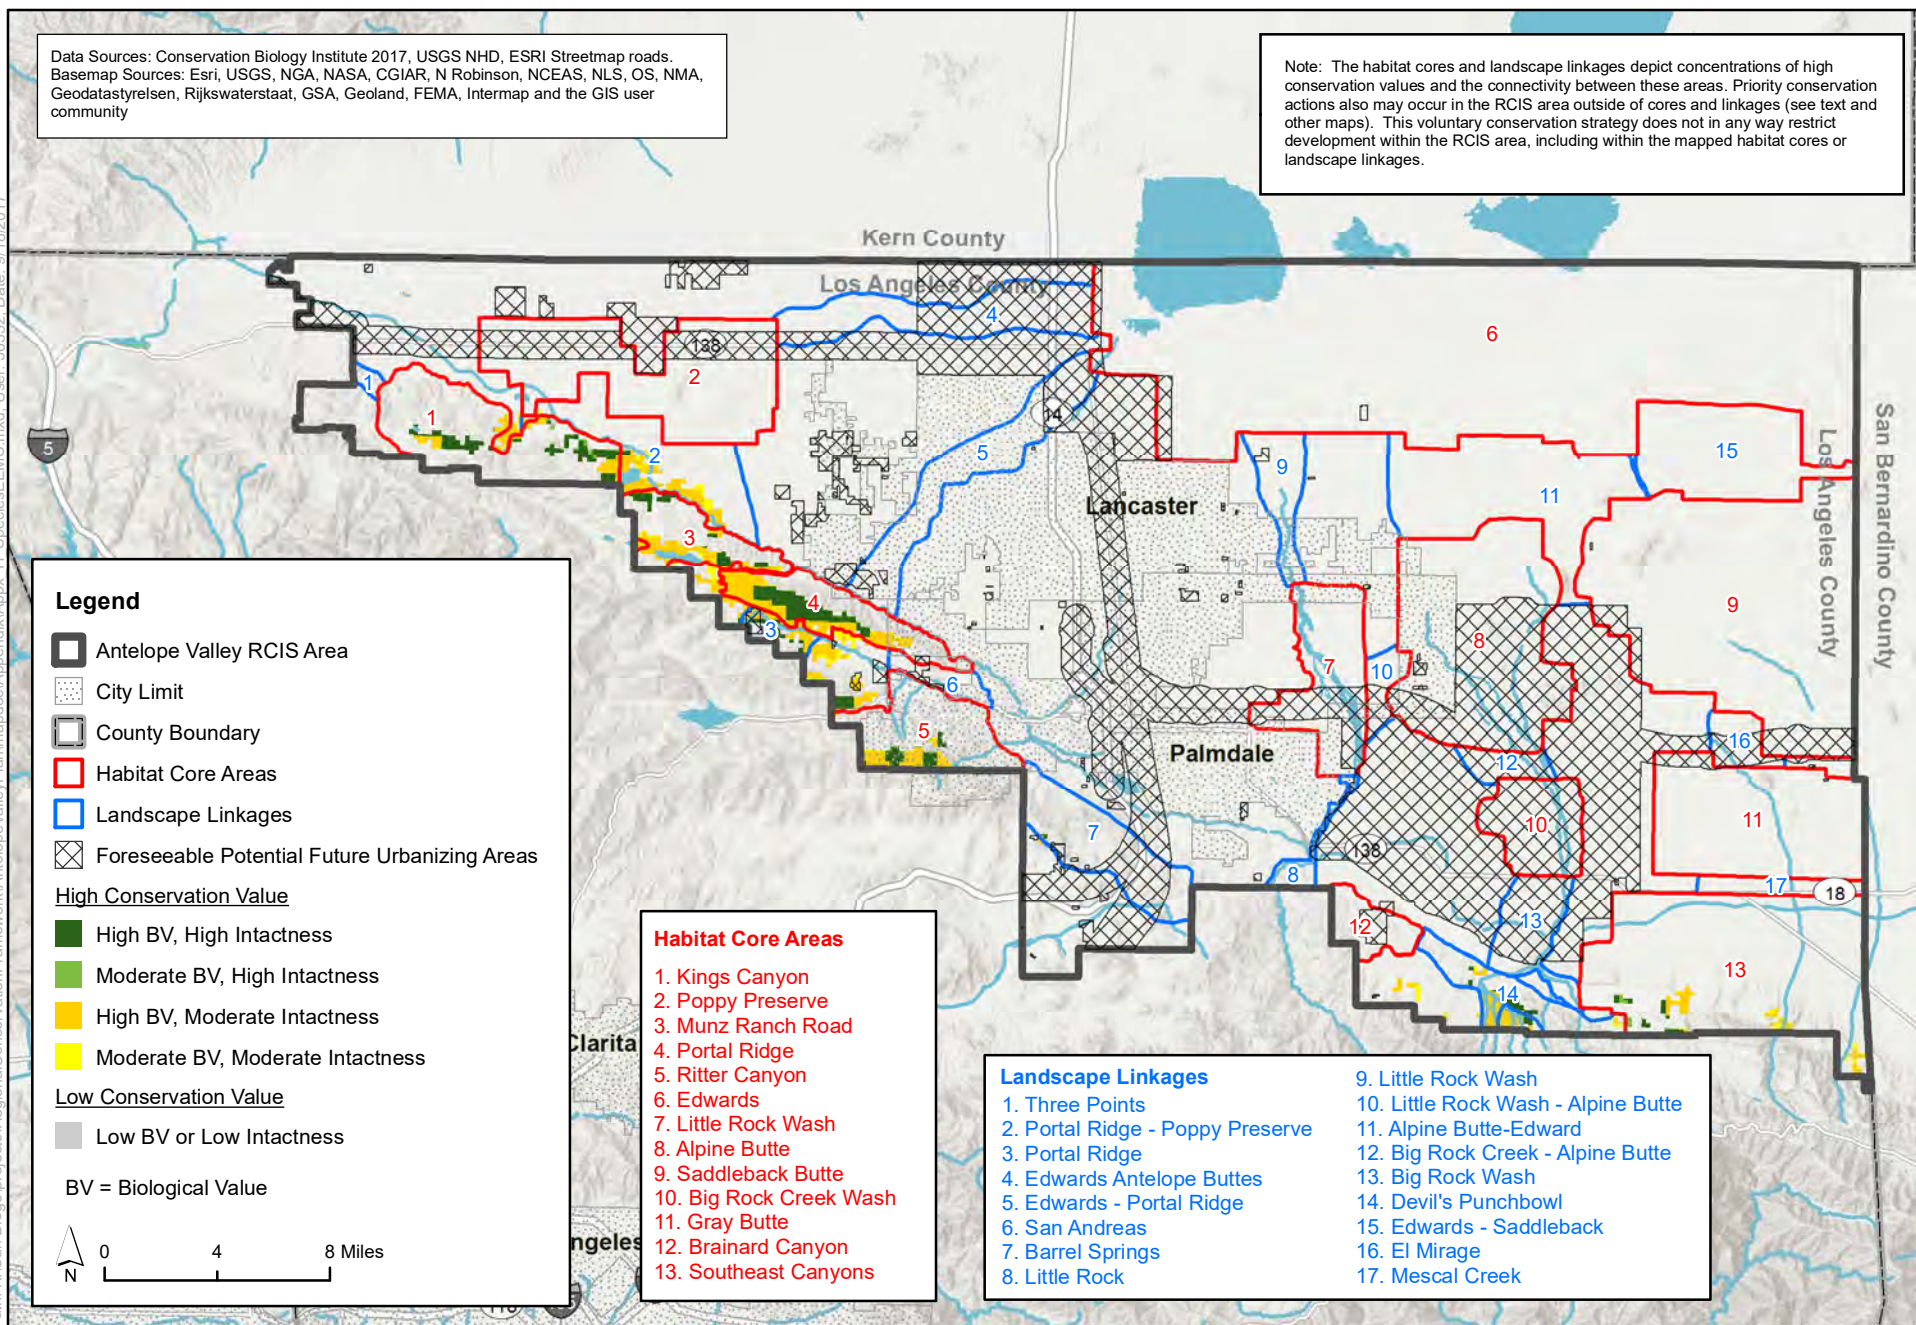 Data Sources: Conservation Biology Institute 2017, USGS NHD, ESRI Streetmap roads.
Basemap Sources: Esri, USGS, NGA, NASA, CGIAR, N Robinson, NCEAS, NLS, OS, NMA,
Geodatastyrelsen, Rijkswaterstaat, GSA, Geoland, FEMA, Intermap and the GIS user
community
Note: The habitat cores and landscape linkages depict concentrations of high
conservation values and the connectivity between these areas. Priority conservation
actions also may occur in the RCIS area outside of cores and linkages (see text and
other maps). This voluntary conservation strategy does not in any way restrict
development within the RCIS area, including within the mapped habitat cores or
landscape linkages.
Kern County
Los Angeles County
4
6
138
2
1
1
14
5
2
5
9
15
11
Los Angeles County
San Bernardino County
Lancaster
3
4
3
9
8
7
10
6
5
16
Palmdale
12
10
11
7
138
8
17
18
12
13
13
14
Legend
Antelope Valley RCIS Area
City Limit
County Boundary
Habitat Core Areas
Landscape Linkages
Foreseeable Potential Future Urbanizing Areas
High Conservation Value
High BV, High Intactness
Moderate BV, High Intactness
High BV, Moderate Intactness
Moderate BV, Moderate Intactness
Low Conservation Value
Low BV or Low Intactness
BV = Biological Value
N
0 4 8 Miles
Clarita
ngeles
Habitat Core Areas
1. Kings Canyon
2. Poppy Preserve
3. Munz Ranch Road
4. Portal Ridge
5. Ritter Canyon
6. Edwards
7. Little Rock Wash
8. Alpine Butte
9. Saddleback Butte
10. Big Rock Creek Wash
11. Gray Butte
12. Brainard Canyon
13. Southeast Canyons
Landscape Linkages
1. Three Points
2. Portal Ridge - Poppy Preserve
3. Portal Ridge
4. Edwards Antelope Buttes
5. Edwards - Portal Ridge
6. San Andreas
7. Barrel Springs
8. Little Rock
9. Little Rock Wash
10. Little Rock Wash - Alpine Butte
11. Alpine Butte-Edward
12. Big Rock Creek - Alpine Butte
13. Big Rock Wash
14. Devil's Punchbowl
15. Edwards - Saddleback
16. El Mirage
17. Mescal Creek